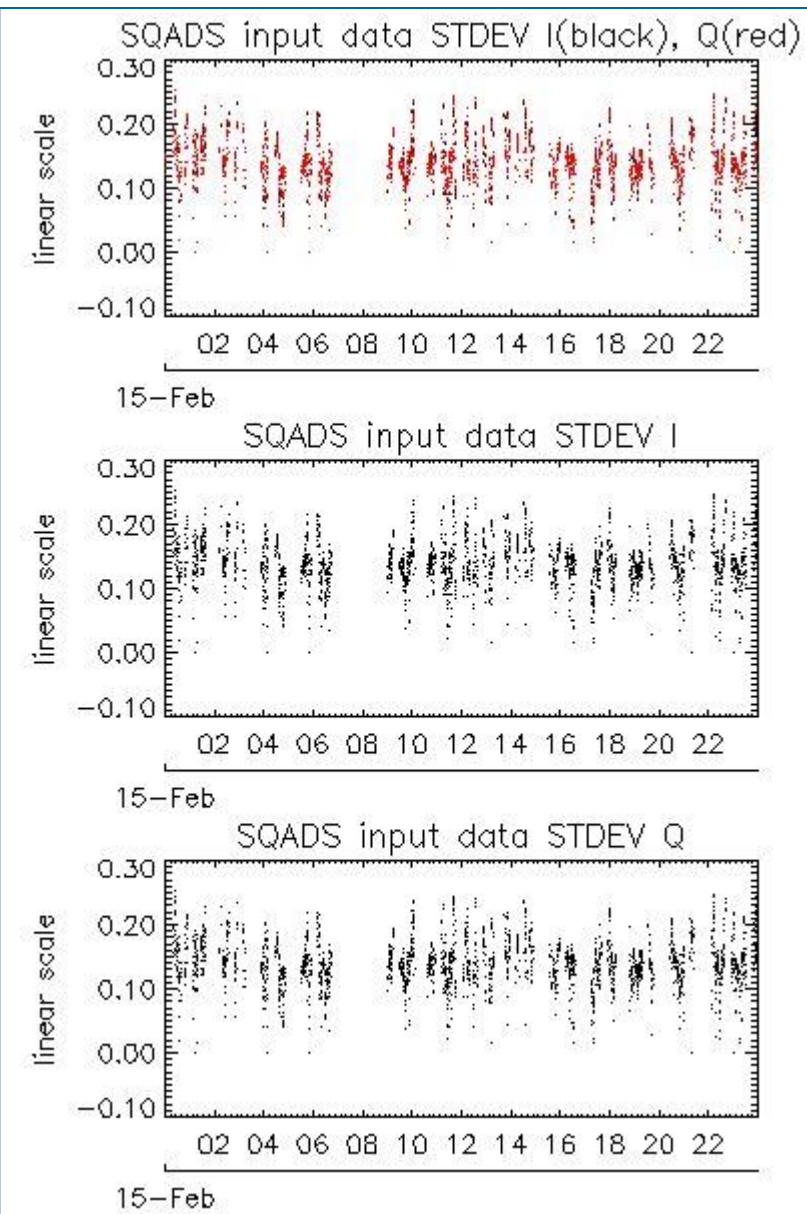 SQADS input data STDEV I(black), Q(red)
0.30
0.20
0.10
0.00
-0.10
linear scale
02 04 06 08 10 12 14 16 18 20 22
15-Feb
SQADS input data STDEV I
0.30
0.20
0.10
0.00
-0.10
linear scale
02 04 06 08 10 12 14 16 18 20 22
15-Feb
SQADS input data STDEV Q
0.30
0.20
0.10
0.00
-0.10
linear scale
02 04 06 08 10 12 14 16 18 20 22
15-Feb